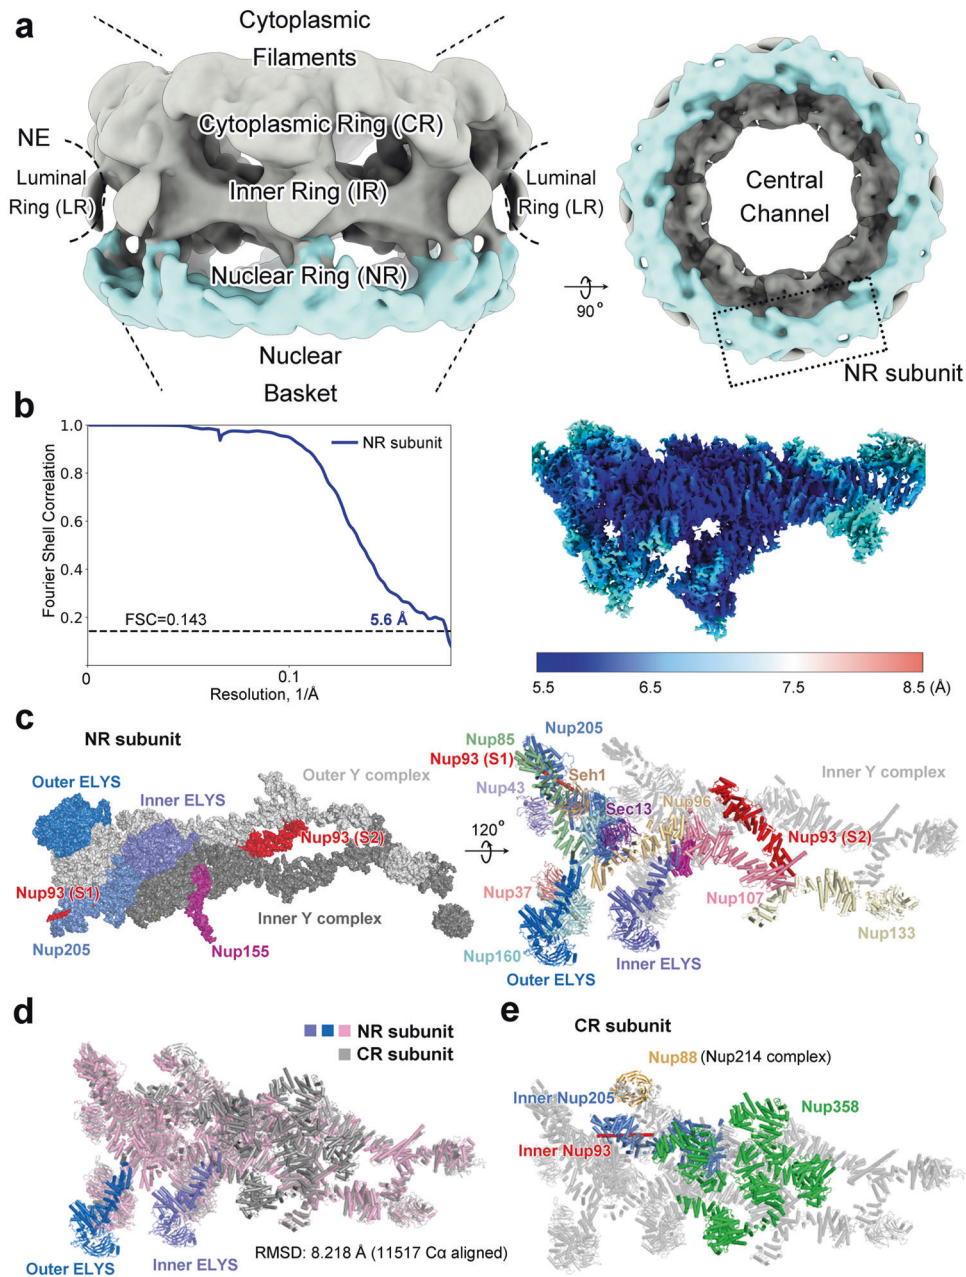 a
Cytoplasmic
Filaments
Cytoplasmic Ring (CR)
NE
Luminal
Ring (LR)
Inner Ring (IR)
Luminal
Ring (LR)
Nuclear Ring (NR)
Nuclear
Basket
90°
Central
Channel
NR subunit
b
1.0
0.8
0.6
0.4
0.2
Fourier Shell Correlation
NR subunit
FSC=0.143
5.6 Å
0
0.1
Resolution, 1/Å
5.5
6.5
7.5
8.5 (Å)
c
NR subunit
Outer ELYS
Inner ELYS
Outer Y complex
Nup93 (S2)
Nup93 (S1)
Nup205
Nup155
Inner Y complex
120°
Nup85
Nup205
Nup93 (S1)
Seh1
Nup43
Sec13
Nup96
Inner Y complex
Nup93 (S2)
Nup37
Nup107
Nup133
Nup160
Inner ELYS
Outer ELYS
d
NR subunit
CR subunit
Outer ELYS
Inner ELYS
RMSD: 8.218 Å (11517 Cα aligned)
e
CR subunit
Nup88 (Nup214 complex)
Inner Nup205
Nup358
Inner Nup93